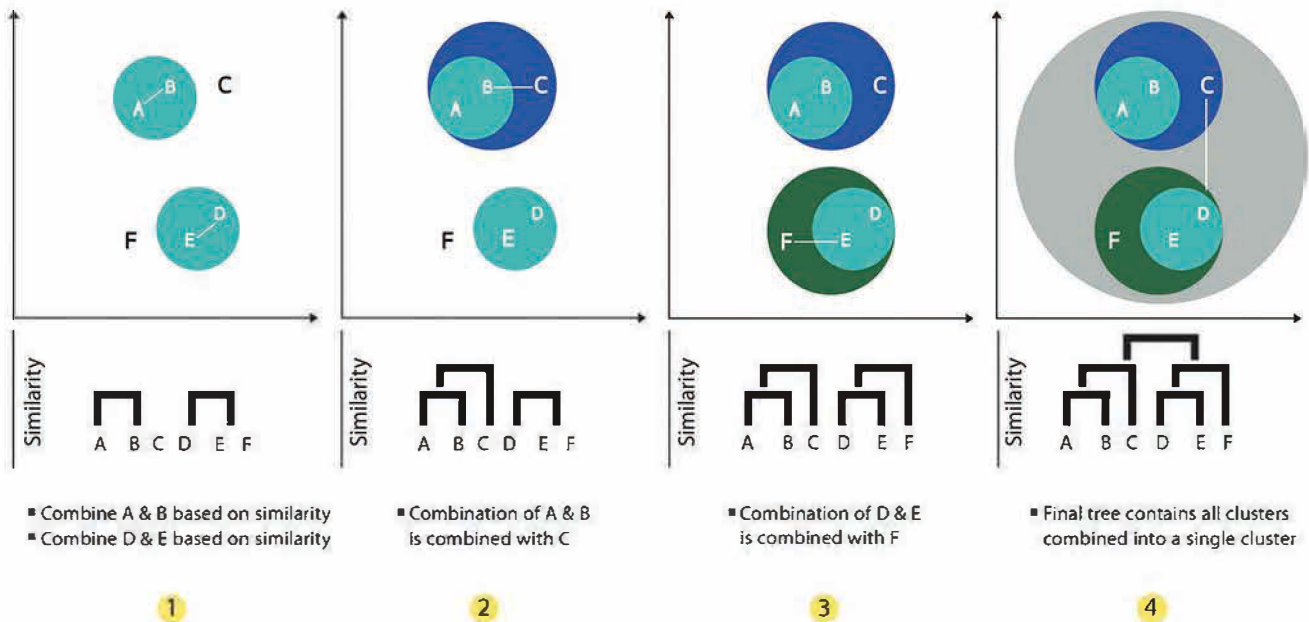 B
A
C
D
E
F
Similarity
A B C D E F
■ Combine A & B based on similarity
■ Combine D & E based on similarity
1
B
C
A
D
E
F
Similarity
A B C D E F
■ Combination of A & B
is combined with C
2
B
C
A
D
F
E
Similarity
A B C D E F
■ Combination of D & E
is combined with F
3
B
C
A
D
F
E
Similarity
A B C D E F
■ Final tree contains all clusters
combined into a single cluster
4